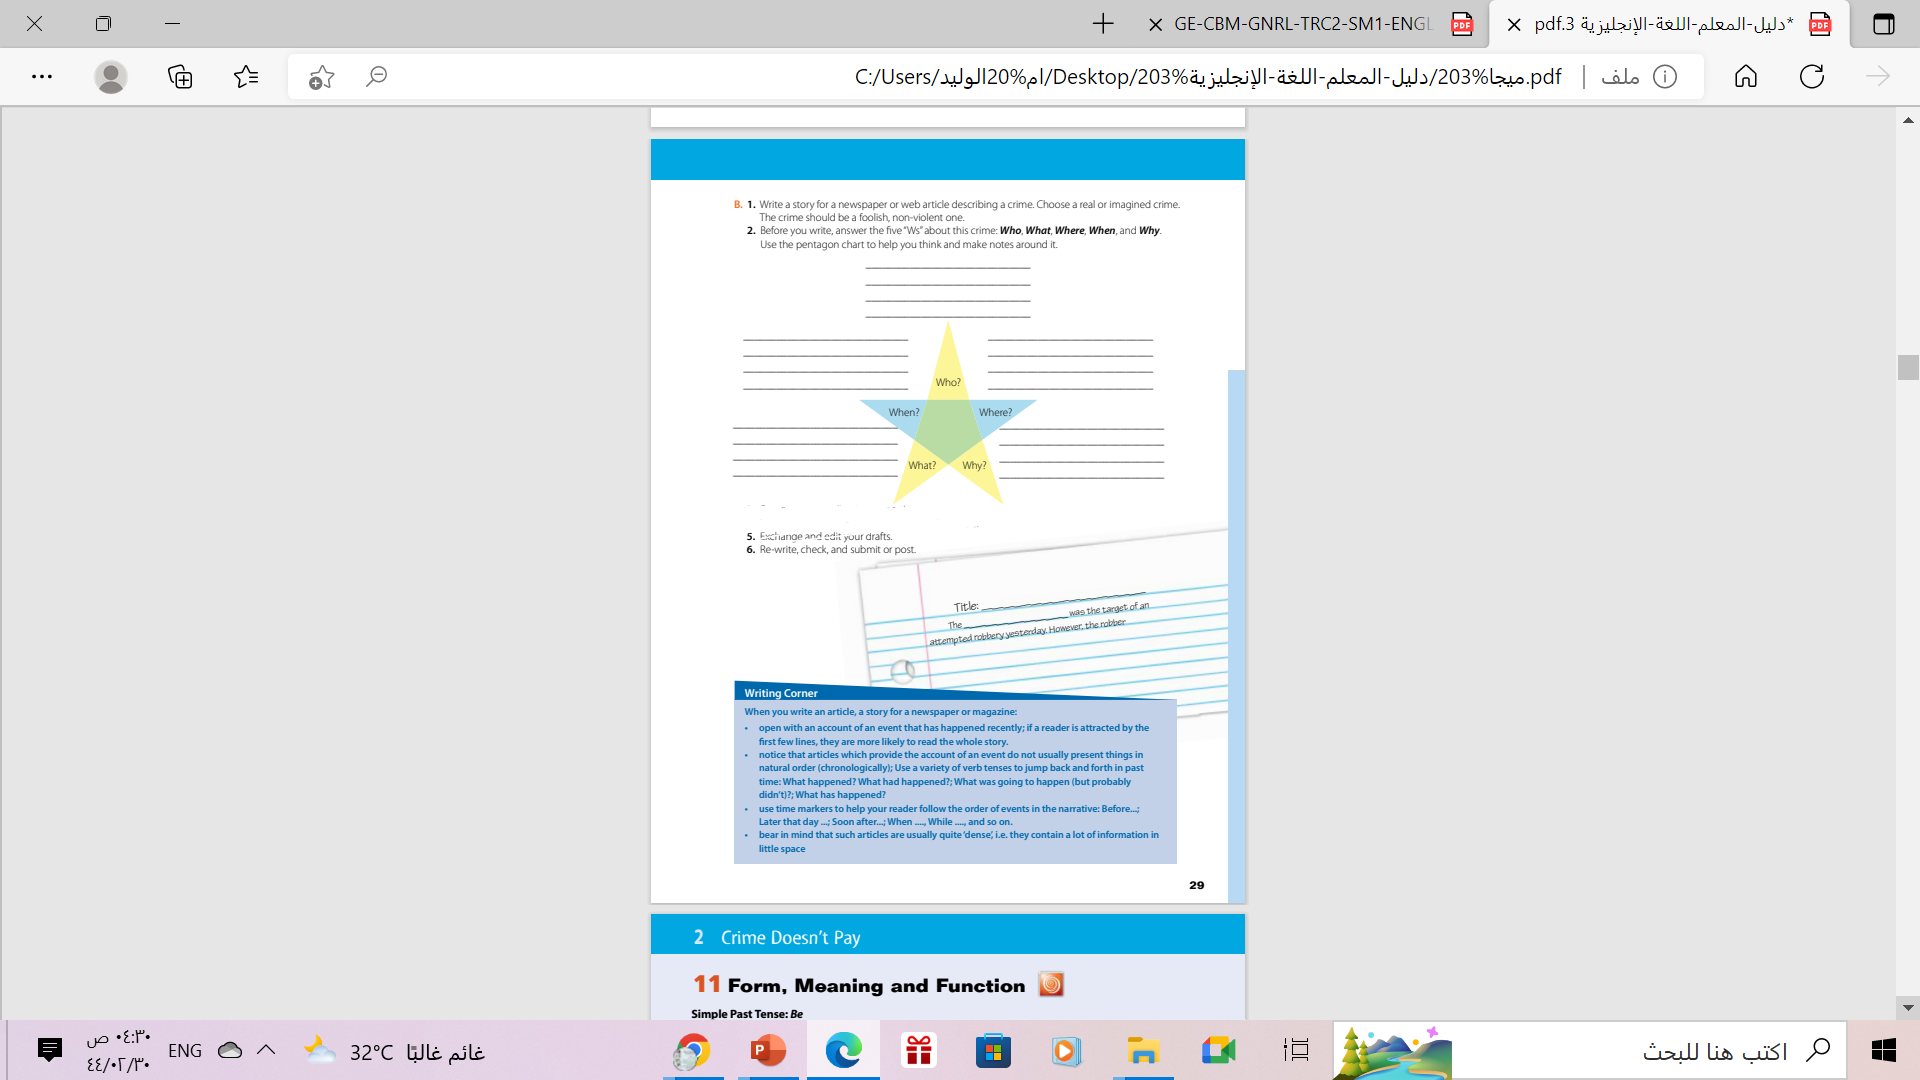 GE-CBM-GNRL-TRC2-SM1-ENGL
دليل-المعلم-اللغة-الإنجليزية 3.pdf*
C:/Users/ام%20الوليد/Desktop/203%ميجا%203/دليل-المعلم-اللغة-الإنجليزية.pdf
ملف
B. 1. Write a story for a newspaper or web article describing a crime. Choose a real or imagined crime.
The crime should be a foolish, non-violent one.
2. Before you write, answer the five "Ws" about this crime: Who, What, Where, When, and Why.
Use the pentagon chart to help you think and make notes around it.
Who?
When?
Where?
What?
Why?
5. Exchange and edit your drafts.
6. Re-write, check, and submit or post.
Title:
The was the target of an
attempted robbery yesterday. However, the robber
Writing Corner
When you write an article, a story for a newspaper or magazine:
• open with an account of an event that has happened recently; if a reader is attracted by the
first few lines, they are more likely to read the whole story.
• notice that articles which provide the account of an event do not usually present things in
natural order (chronologically); Use a variety of verb tenses to jump back and forth in past
time: What happened? What had happened?; What was going to happen (but probably
didn't)?; What has happened?
• use time markers to help your reader follow the order of events in the narrative: Before...;
Later that day ...; Soon after...; When ...., While ...., and so on.
• bear in mind that such articles are usually quite 'dense', i.e. they contain a lot of information in
little space
29
2 Crime Doesn't Pay
11 Form, Meaning and Function
Simple Past Tense: Be
٠٤:٣٠ ص
٤٤/٠٢/٣٠
ENG
32°C غائم غالبًا
اكتب هنا للبحث